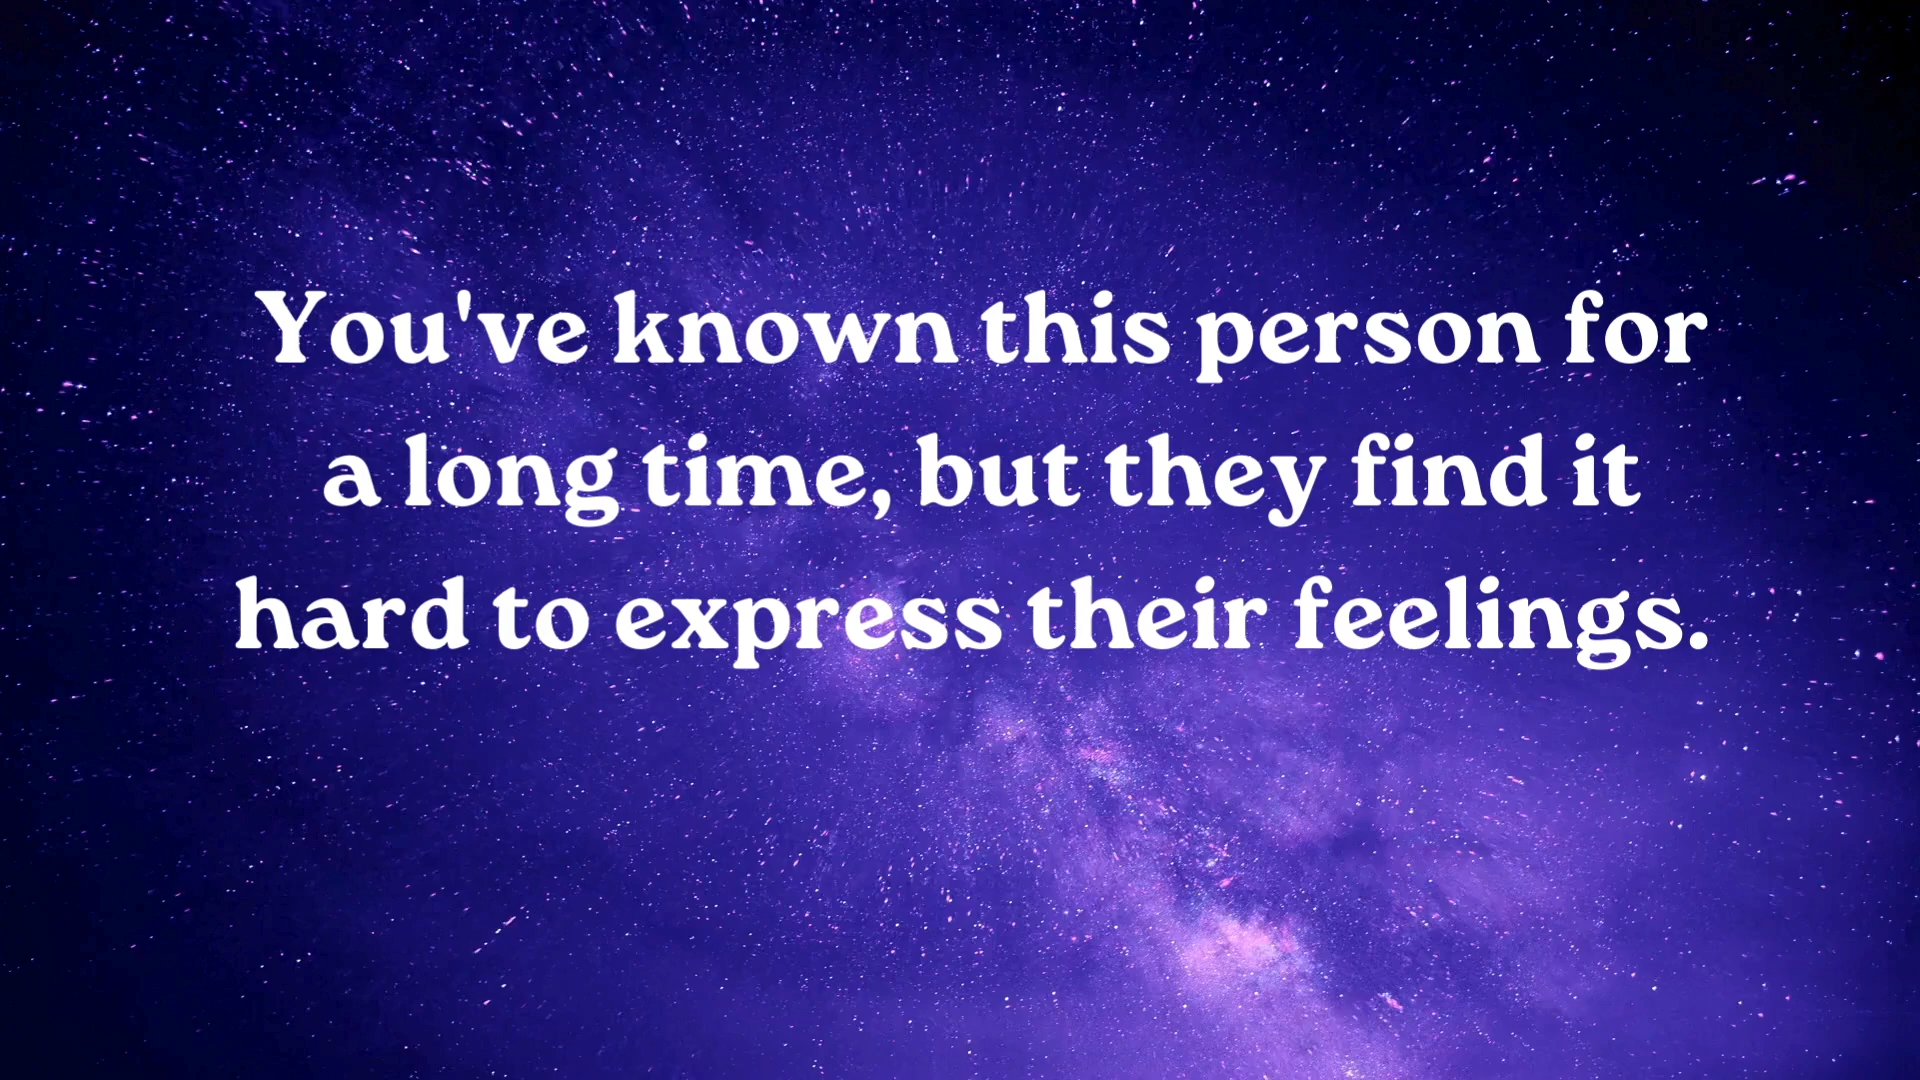 You've known this person for
a long time, but they find it
hard to express their feelings.